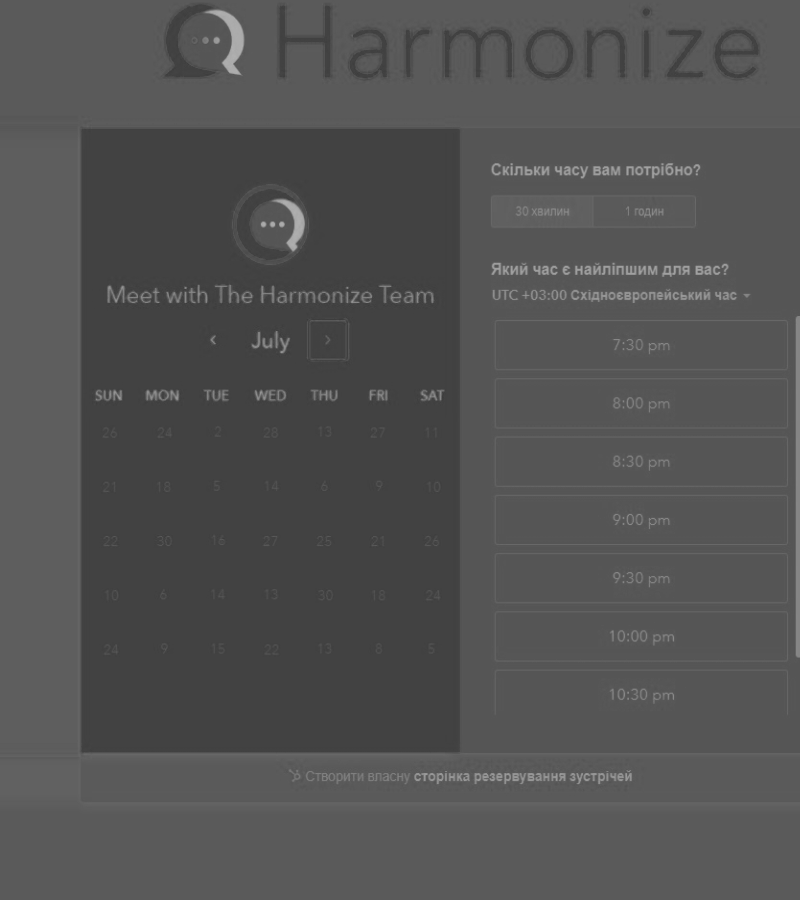 Harmonize
Meet with The Harmonize Team
‹ July ›
SUN MON TUE WED THU FRI SAT
26 24 2 28 13 27 11
21 18 5 14 6 9 10
22 30 16 27 25 21 26
10 6 14 13 30 18 24
24 9 15 22 13 8 5
Скільки часу вам потрібно?
30 хвилин 1 годин
Який час є найліпшим для вас?
UTC +03:00 Східноєвропейський час
7:30 pm
8:00 pm
8:30 pm
9:00 pm
9:30 pm
10:00 pm
10:30 pm
Створити власну сторінка резервування зустрічей